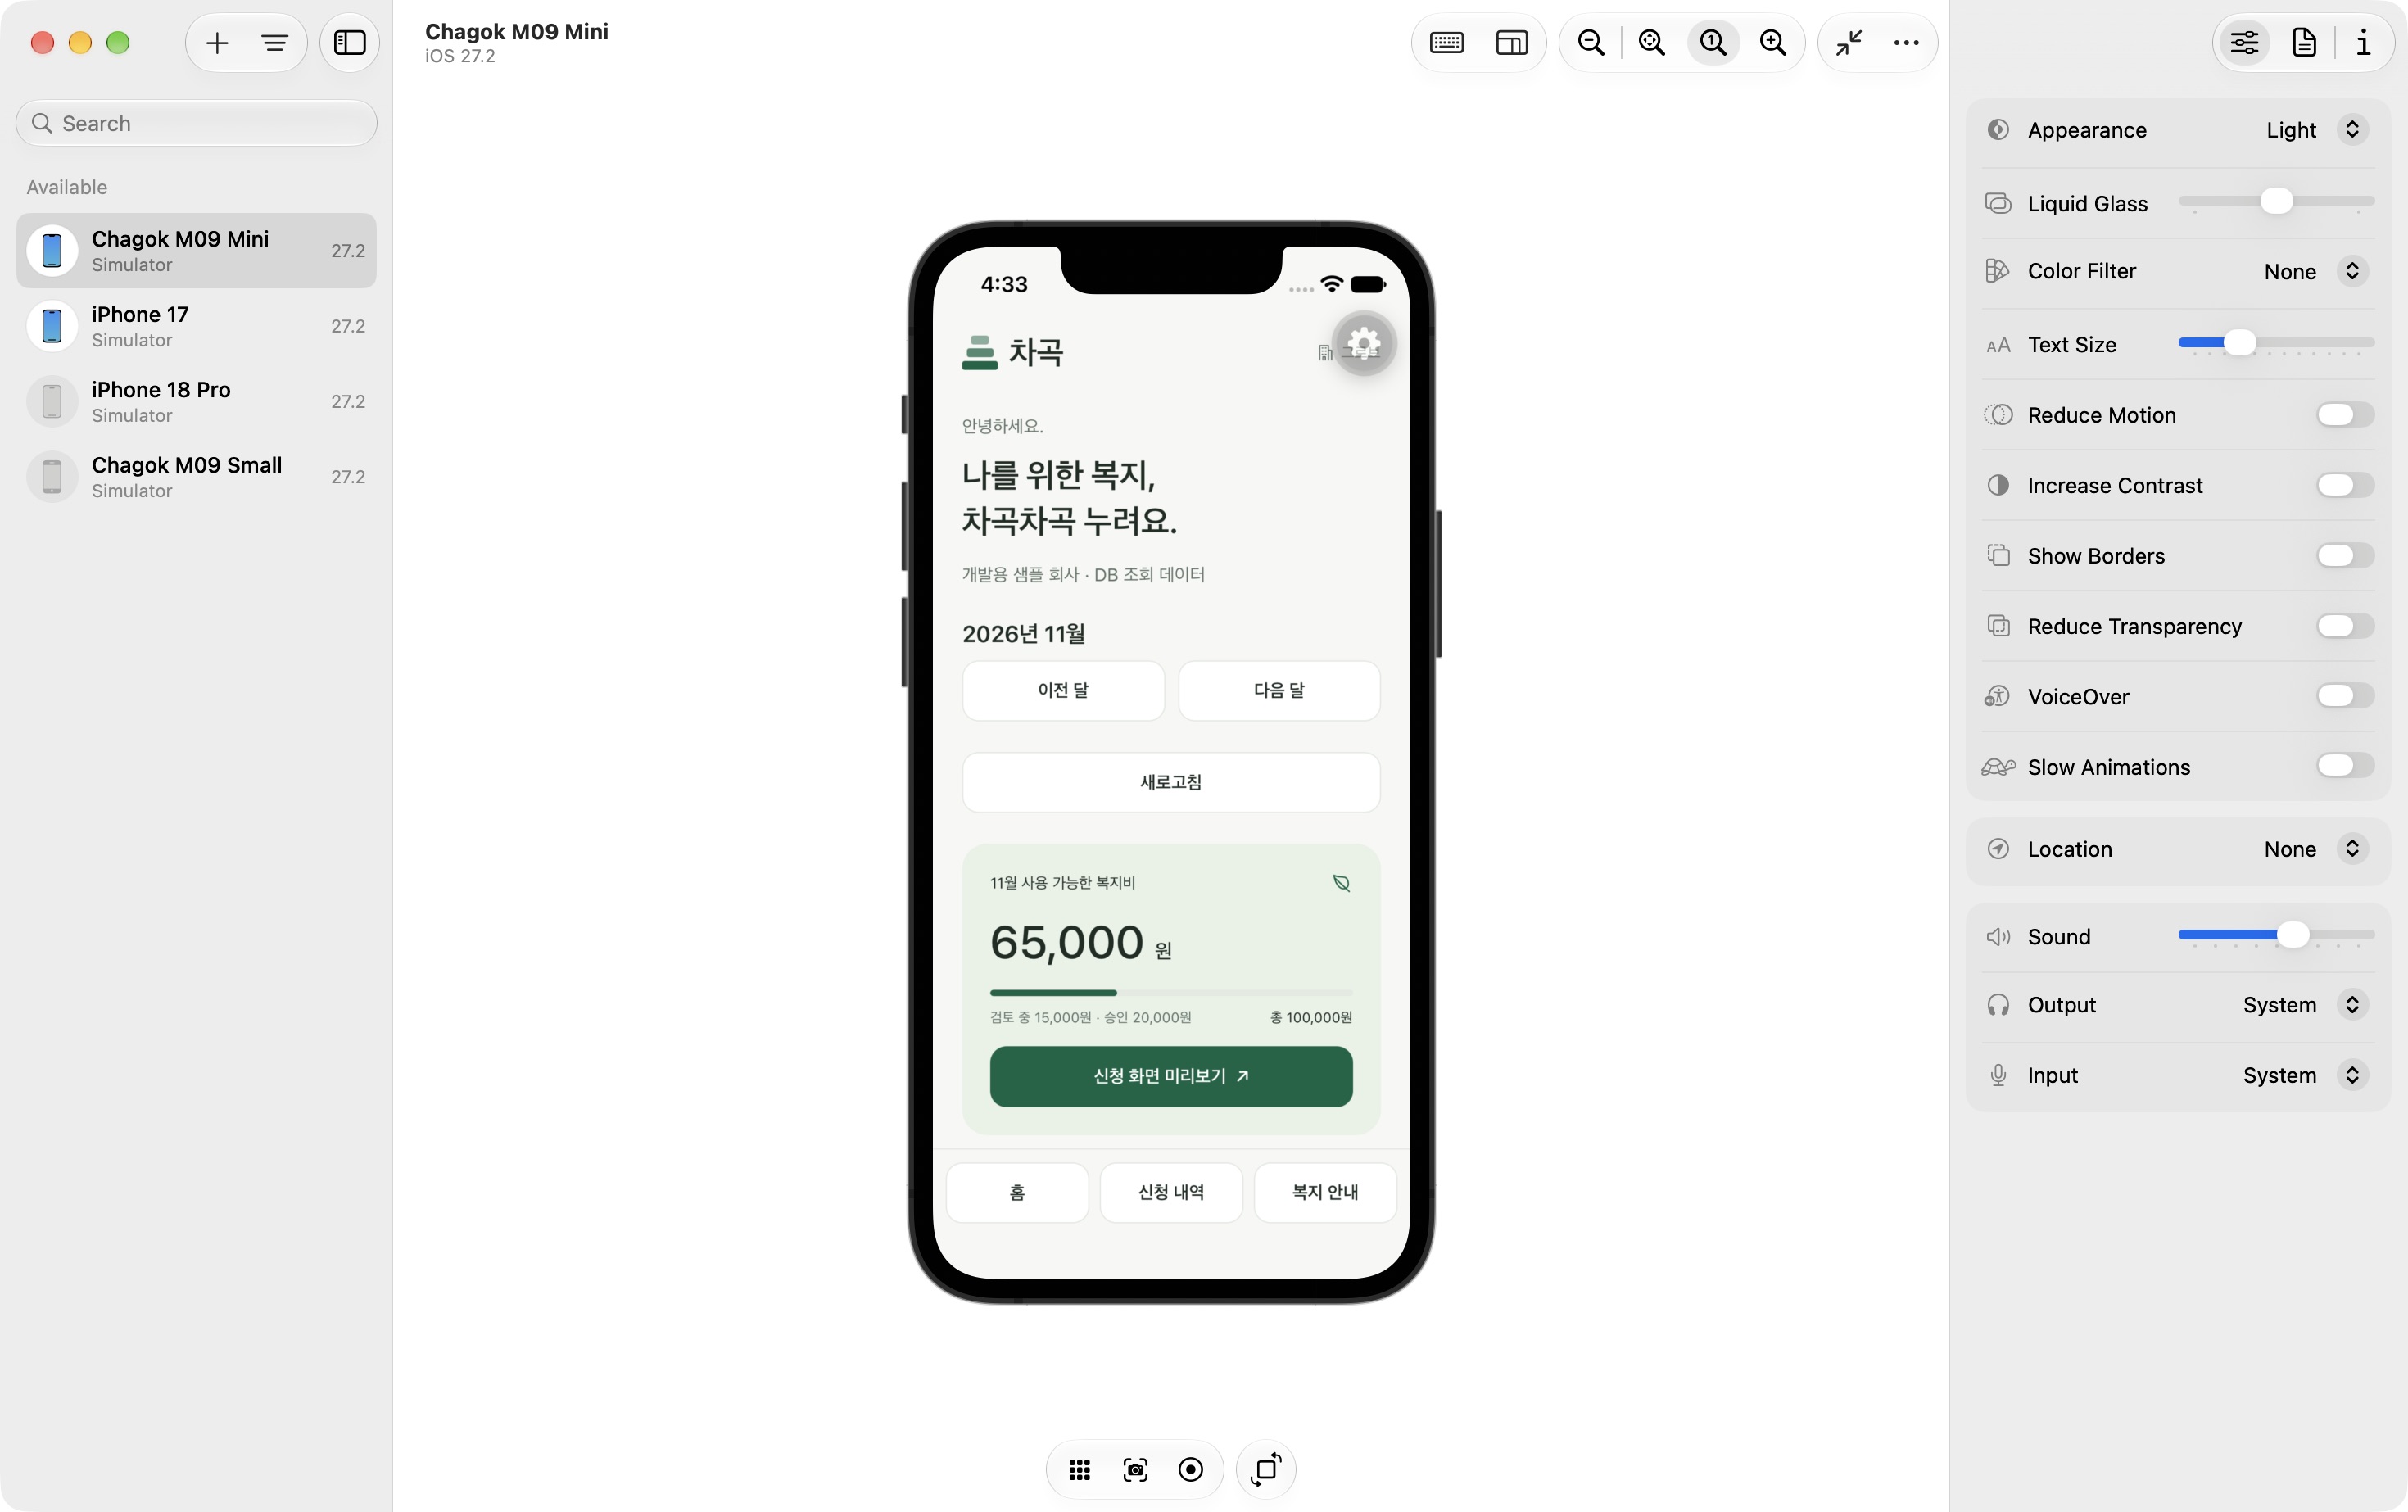 Chagok M09 Mini
iOS 27.2
Search
Available
Chagok M09 Mini
Simulator
27.2
iPhone 17
Simulator
27.2
iPhone 18 Pro
Simulator
27.2
Chagok M09 Small
Simulator
27.2
4:33
차곡
안녕하세요.
나를 위한 복지,
차곡차곡 누려요.
개발용 샘플 회사 · DB 조회 데이터
2026년 11월
이전 달
다음 달
새로고침
11월 사용 가능한 복지비
65,000 원
검토 중 15,000원 · 승인 20,000원
총 100,000원
신청 화면 미리보기
홈
신청 내역
복지 안내
Appearance
Light
Liquid Glass
Color Filter
None
AA Text Size
Reduce Motion
Increase Contrast
Show Borders
Reduce Transparency
VoiceOver
Slow Animations
Location
None
Sound
Output
System
Input
System